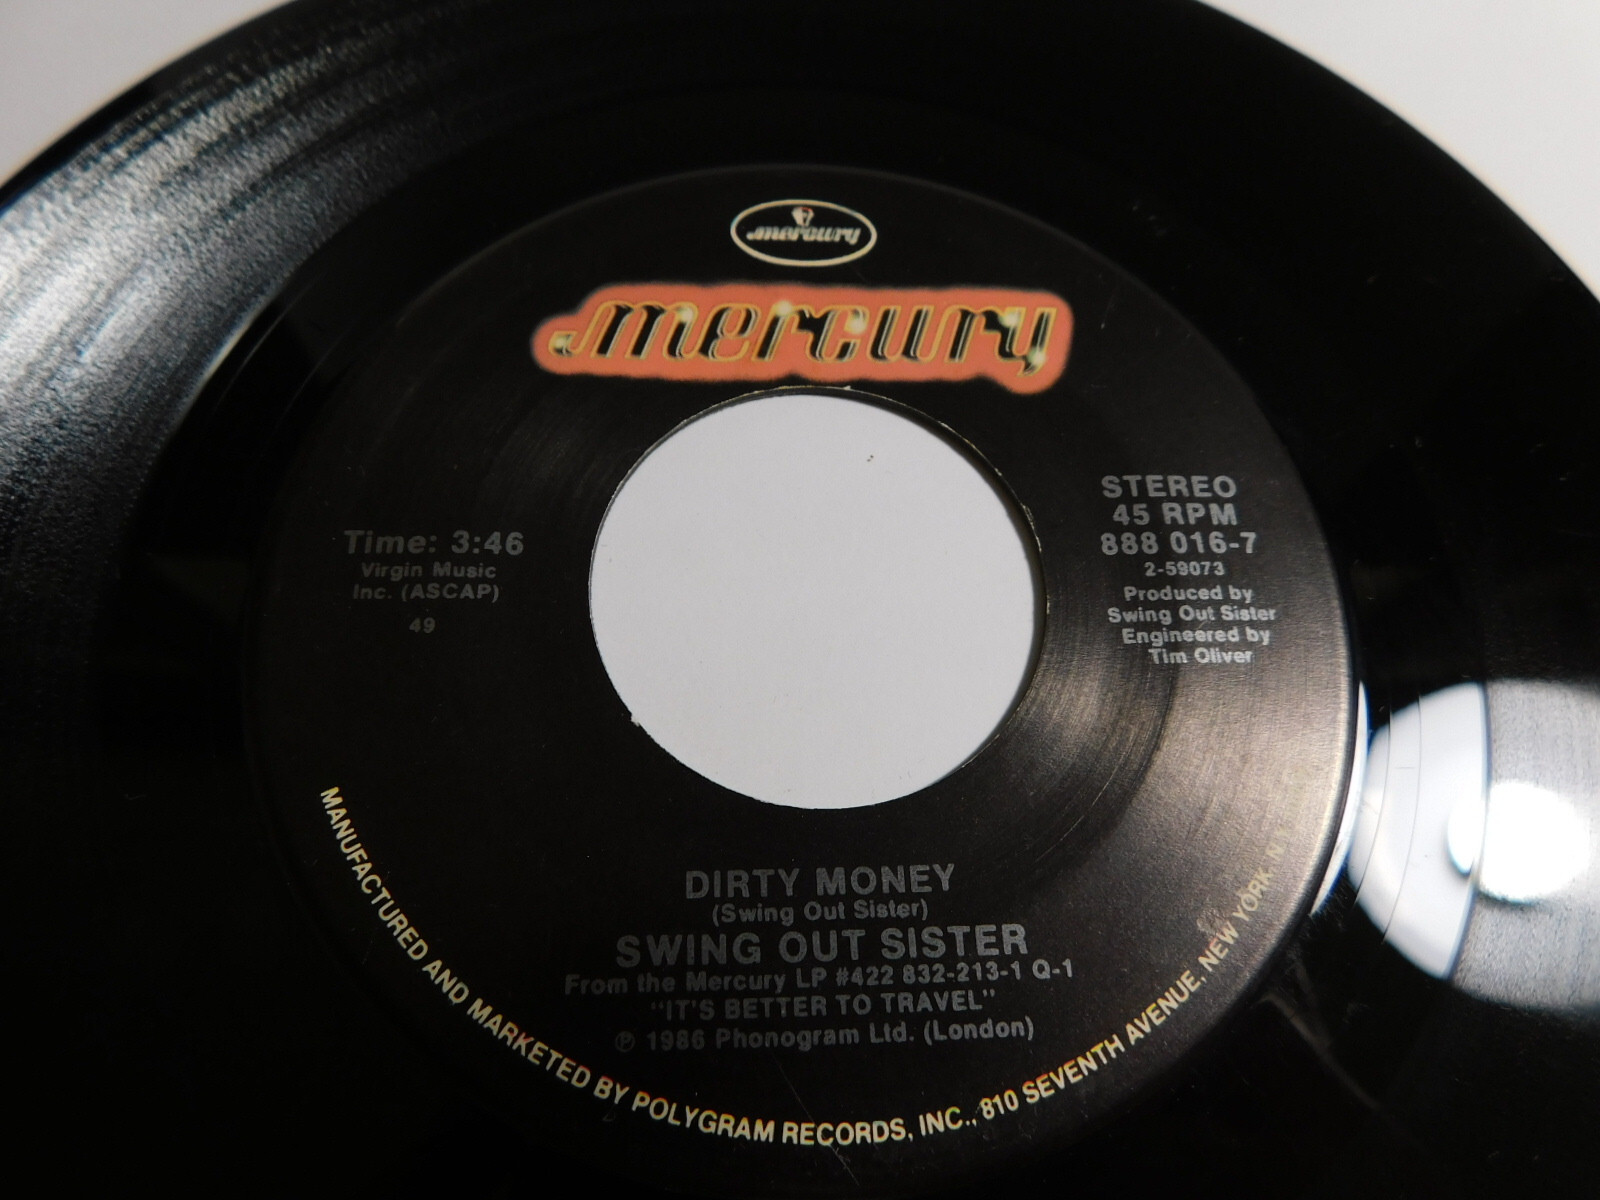 mercury
mercury
Time: 3:46
Virgin Music
Inc. (ASCAP)
49
STEREO
45 RPM
888 016-7
2-59073
Produced by
Swing Out Sister
Engineered by
Tim Oliver
DIRTY MONEY
(Swing Out Sister)
SWING OUT SISTER
From the Mercury LP #422 832-213-1 Q-1
"IT'S BETTER TO TRAVEL"
℗ 1986 Phonogram Ltd. (London)
MANUFACTURED AND MARKETED BY POLYGRAM RECORDS, INC., 810 SEVENTH AVENUE, NEW YORK, N.Y.